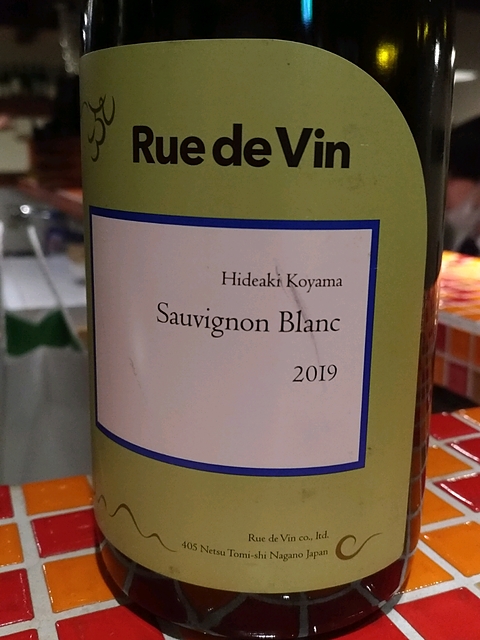 Rue de Vin
Hideaki Koyama
Sauvignon Blanc
2019
Rue de Vin co., ltd.
405 Netsu Tomi-shi Nagano Japan